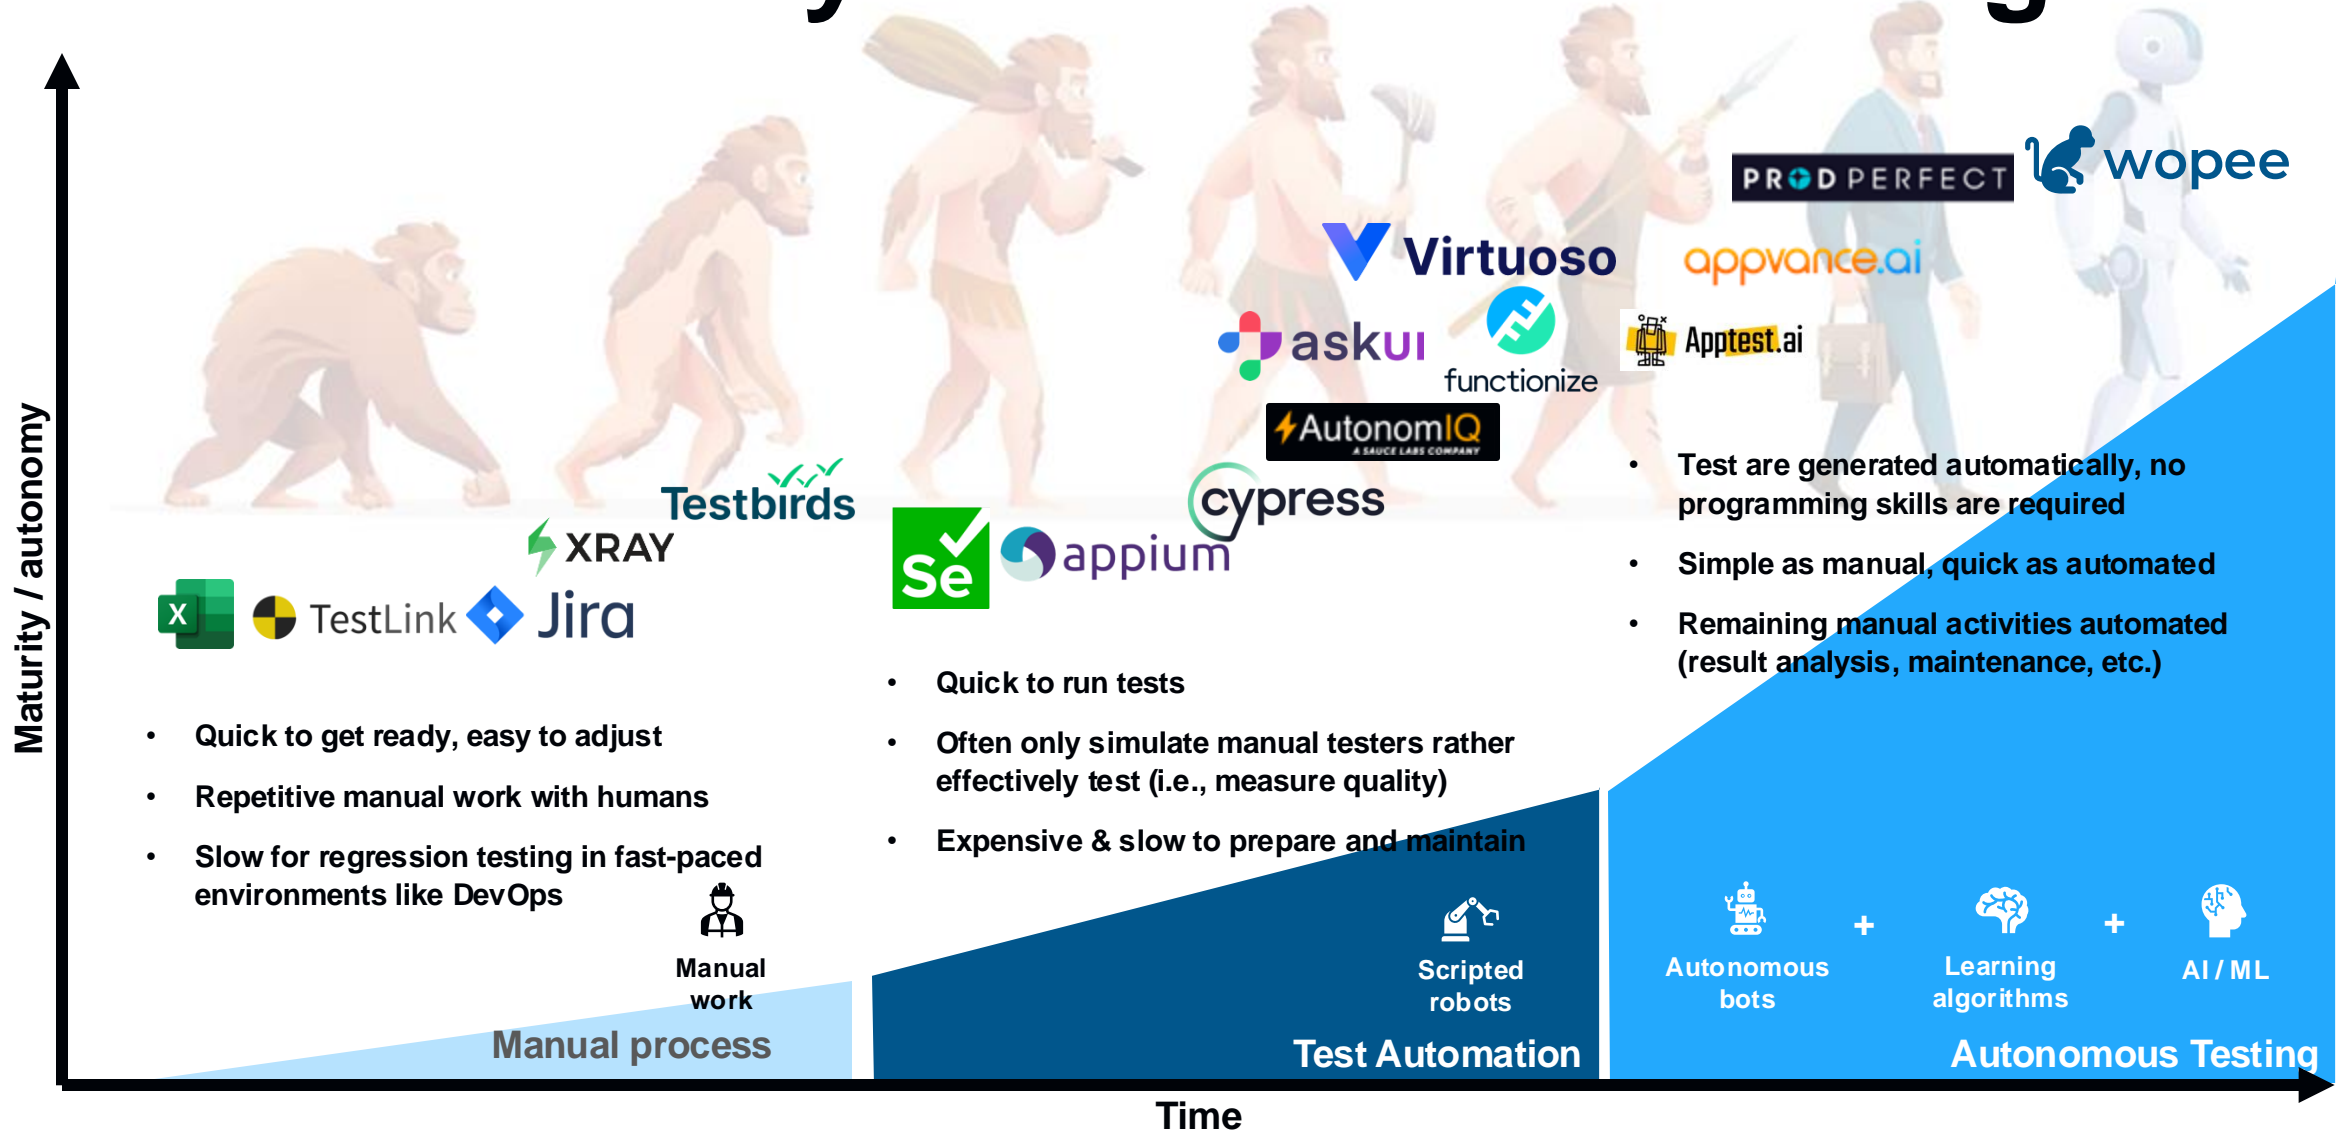 Maturity / autonomy
PRODPERFECT
wopee
Virtuoso
appvance.ai
askui
functionize
Apptest.ai
AutonomIQ
A SAUCE LABS COMPANY
Testbirds
cypress
XRAY
Se
appium
X
TestLink
Jira
• Quick to get ready, easy to adjust
• Repetitive manual work with humans
• Slow for regression testing in fast-paced
environments like DevOps
Manual
work
Manual process
• Quick to run tests
• Often only simulate manual testers rather
effectively test (i.e., measure quality)
• Expensive & slow to prepare and maintain
Scripted
robots
Test Automation
• Test are generated automatically, no
programming skills are required
• Simple as manual, quick as automated
• Remaining manual activities automated
(result analysis, maintenance, etc.)
Autonomous
bots
+
Learning
algorithms
+
AI / ML
Autonomous Testing
Time